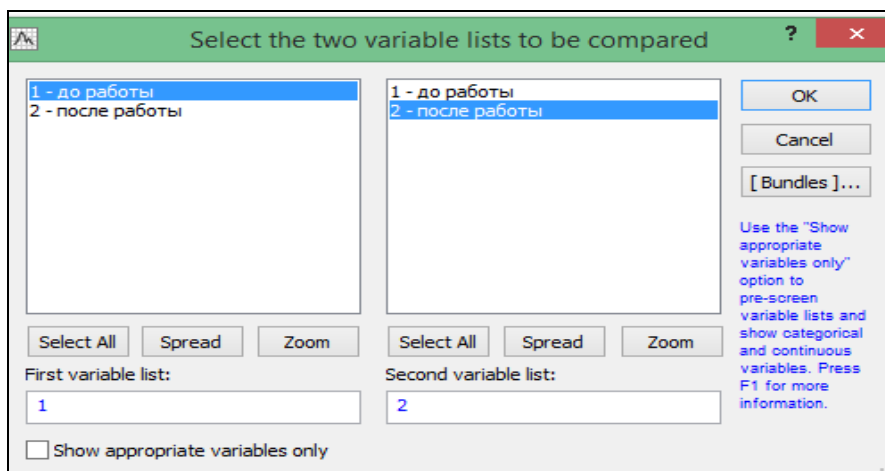 Select the two variable lists to be compared
?
1 - до работы
2 - после работы
1 - до работы
2 - после работы
OK
Cancel
[ Bundles ]...
Use the "Show
appropriate
variables only"
option to
pre-screen
variable lists and
show categorical
and continuous
variables. Press
F1 for more
information.
Select All Spread Zoom
Select All Spread Zoom
First variable list:
Second variable list:
1
2
Show appropriate variables only